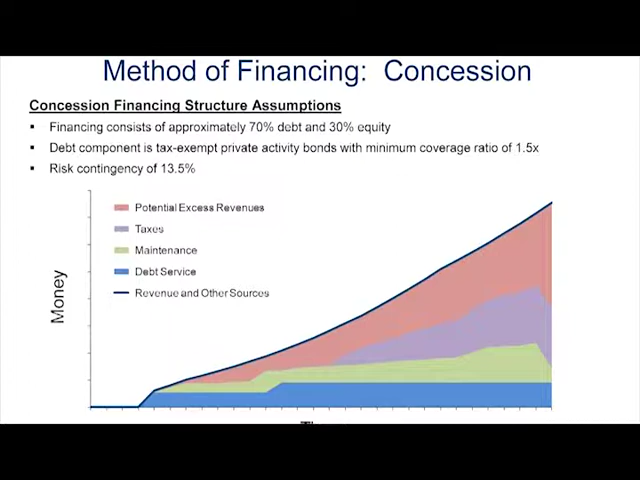 Method of Financing: Concession
Concession Financing Structure Assumptions
▪ Financing consists of approximately 70% debt and 30% equity
▪ Debt component is tax-exempt private activity bonds with minimum coverage ratio of 1.5x
▪ Risk contingency of 13.5%
Potential Excess Revenues
Taxes
Maintenance
Debt Service
Revenue and Other Sources
Money